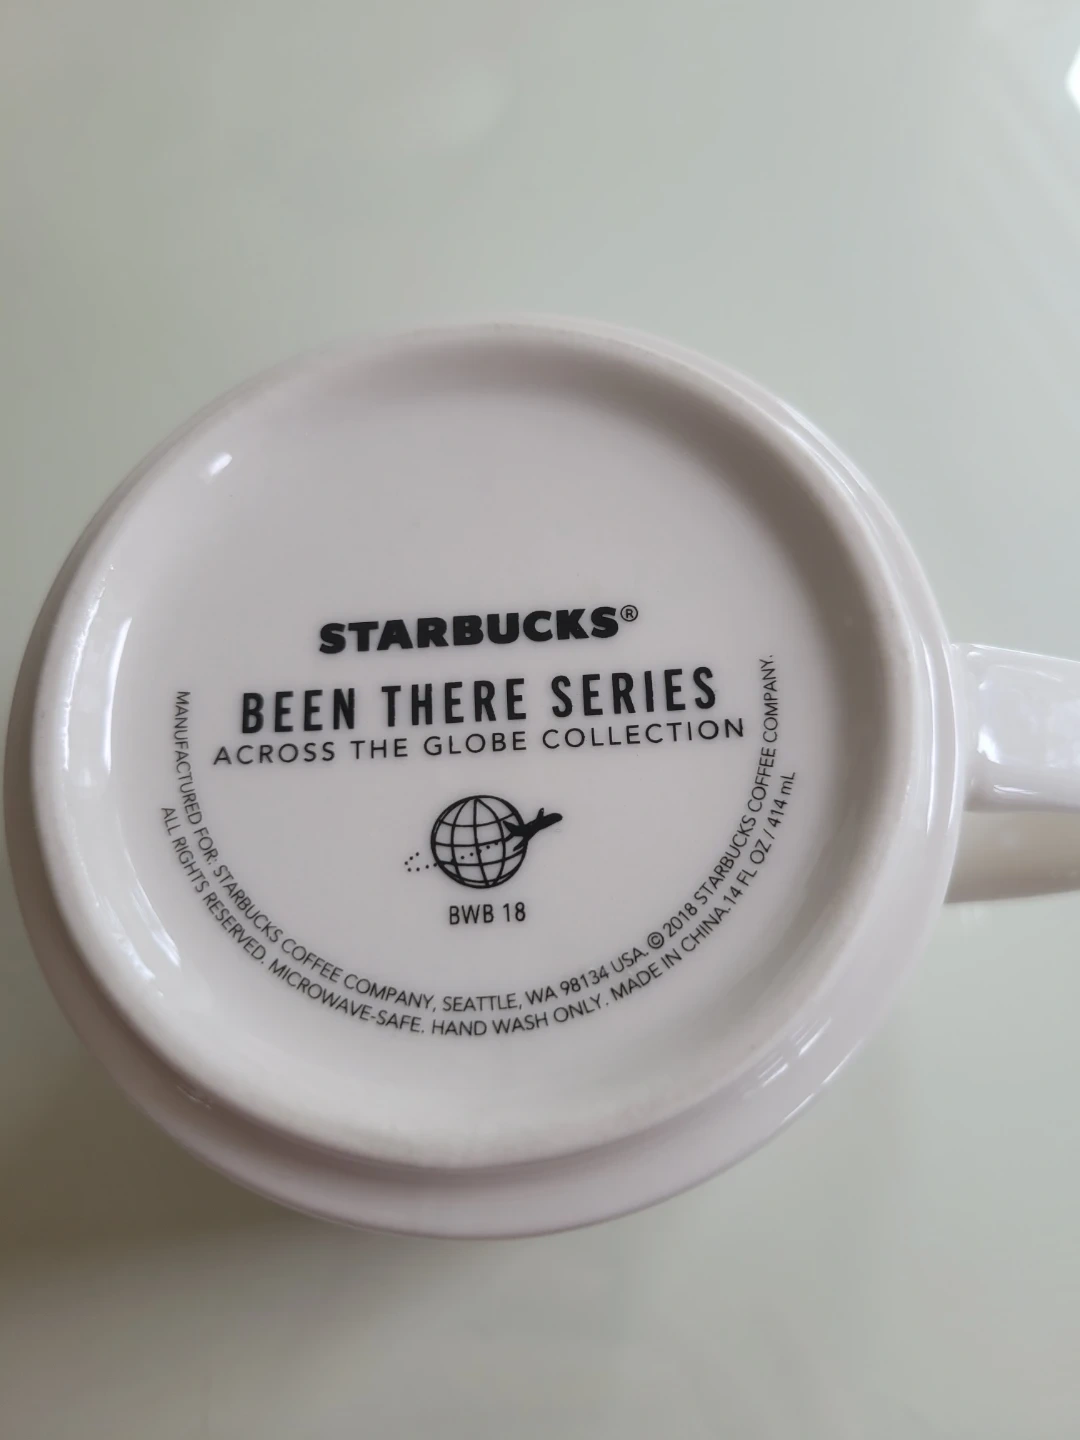 STARBUCKS®
BEEN THERE SERIES
ACROSS THE GLOBE COLLECTION
BWB 18
MANUFACTURED FOR: STARBUCKS COFFEE COMPANY, SEATTLE, WA 98134 USA. © 2018 STARBUCKS COFFEE COMPANY.
ALL RIGHTS RESERVED. MICROWAVE-SAFE. HAND WASH ONLY. MADE IN CHINA. 14 FL OZ / 414 mL